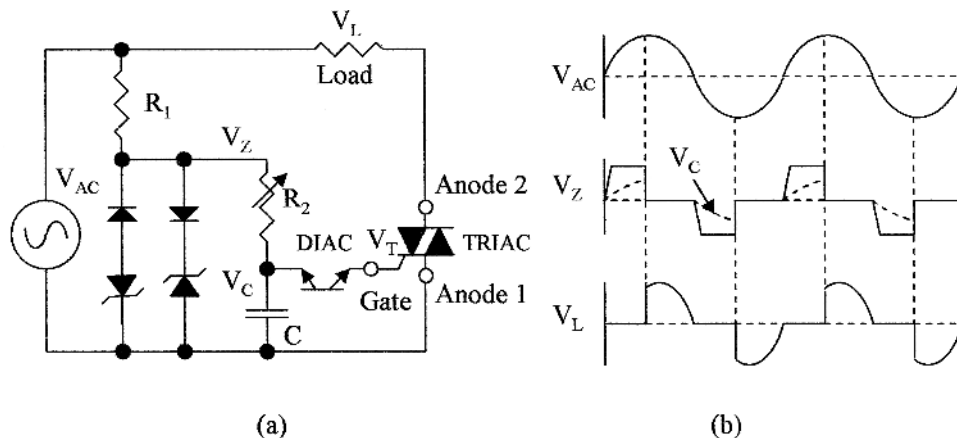 V_L
Load
R_1
V_Z
V_AC
R_2
Anode 2
DIAC
V_T
TRIAC
V_C
Gate
Anode 1
C
(a)
V_AC
V_C
V_Z
V_L
(b)